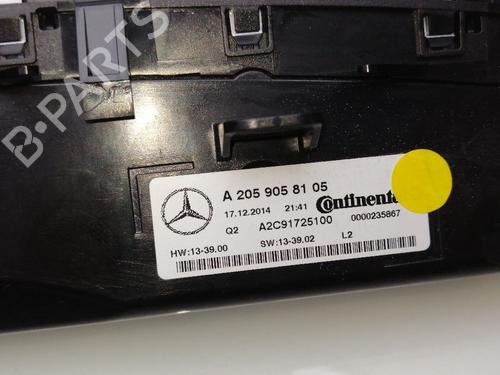 B-PARTS
A 205 905 81 05
17.12.2014 21:41 Continental
Q2 A2C91725100 0000235867
HW:13-39.00 SW:13-39.02 L2